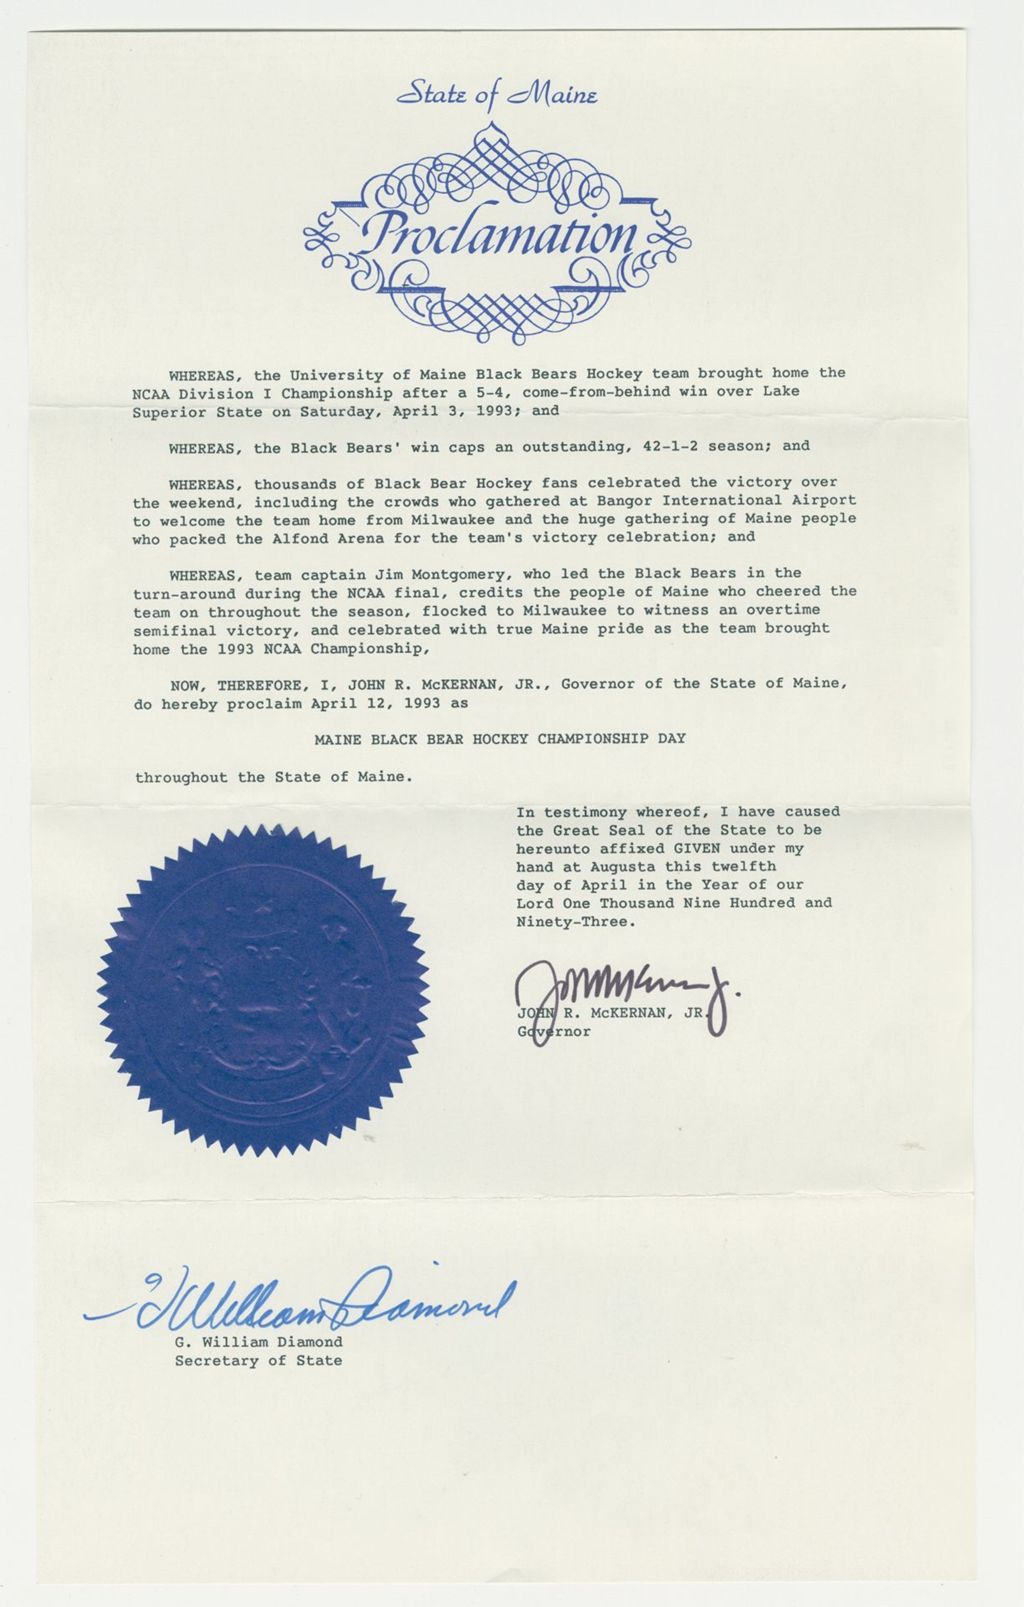 State of Maine
Proclamation
WHEREAS, the University of Maine Black Bears Hockey team brought home the
NCAA Division I Championship after a 5-4, come-from-behind win over Lake
Superior State on Saturday, April 3, 1993; and
WHEREAS, the Black Bears' win caps an outstanding, 42-1-2 season; and
WHEREAS, thousands of Black Bear Hockey fans celebrated the victory over
the weekend, including the crowds who gathered at Bangor International Airport
to welcome the team home from Milwaukee and the huge gathering of Maine people
who packed the Alfond Arena for the team's victory celebration; and
WHEREAS, team captain Jim Montgomery, who led the Black Bears in the
turn-around during the NCAA final, credits the people of Maine who cheered the
team on throughout the season, flocked to Milwaukee to witness an overtime
semifinal victory, and celebrated with true Maine pride as the team brought
home the 1993 NCAA Championship,
NOW, THEREFORE, I, JOHN R. McKERNAN, JR., Governor of the State of Maine,
do hereby proclaim April 12, 1993 as
MAINE BLACK BEAR HOCKEY CHAMPIONSHIP DAY
throughout the State of Maine.
In testimony whereof, I have caused
the Great Seal of the State to be
hereunto affixed GIVEN under my
hand at Augusta this twelfth
day of April in the Year of our
Lord One Thousand Nine Hundred and
Ninety-Three.
John McKernan Jr.
JOHN R. McKERNAN, JR.
Governor
G William Diamond
G. William Diamond
Secretary of State